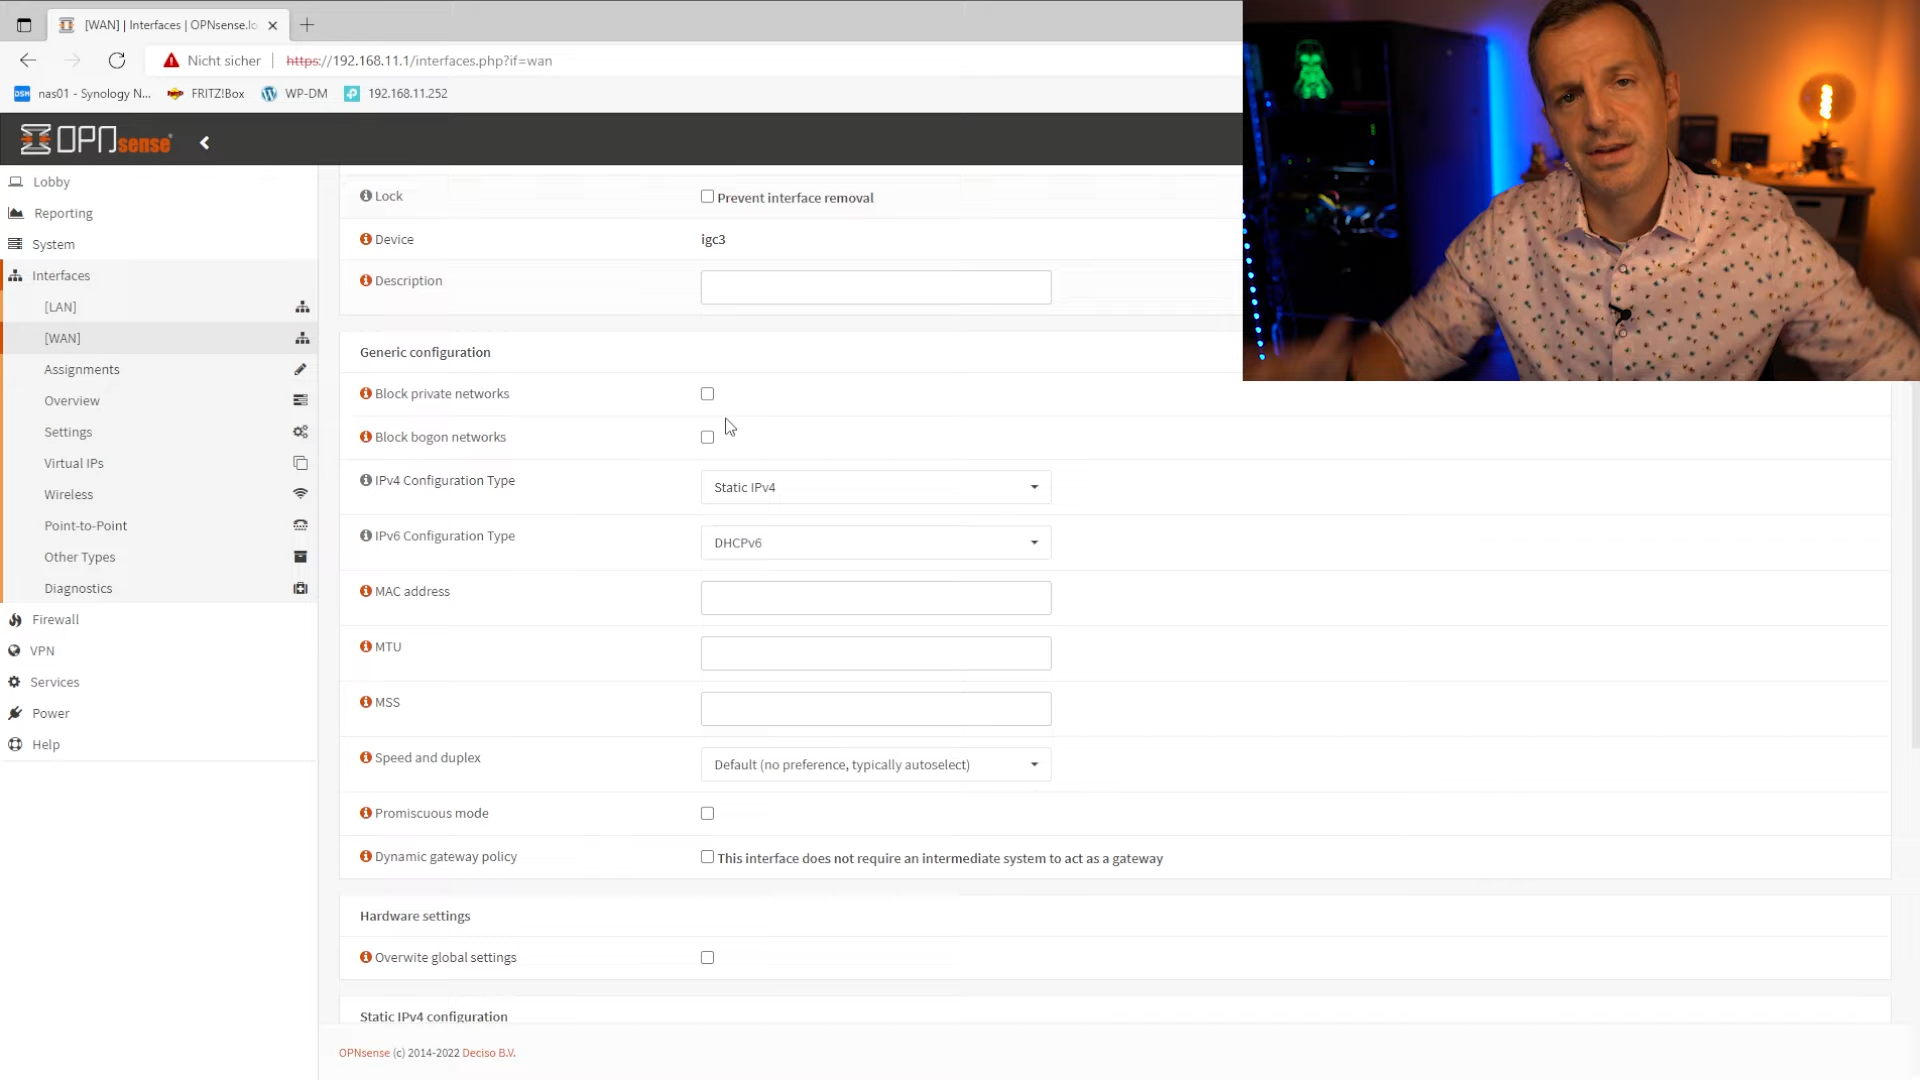 [WAN] | Interfaces | OPNsense.lo
Nicht sicher
https://192.168.11.1/interfaces.php?if=wan
nas01 - Synology N...
FRITZ!Box
WP-DM
192.168.11.252
OPNsense
Lobby
Reporting
System
Interfaces
[LAN]
[WAN]
Assignments
Overview
Settings
Virtual IPs
Wireless
Point-to-Point
Other Types
Diagnostics
Firewall
VPN
Services
Power
Help
Lock
Prevent interface removal
Device
igc3
Description
Generic configuration
Block private networks
Block bogon networks
IPv4 Configuration Type
Static IPv4
IPv6 Configuration Type
DHCPv6
MAC address
MTU
MSS
Speed and duplex
Default (no preference, typically autoselect)
Promiscuous mode
Dynamic gateway policy
This interface does not require an intermediate system to act as a gateway
Hardware settings
Overwite global settings
Static IPv4 configuration
OPNsense (c) 2014-2022 Deciso B.V.